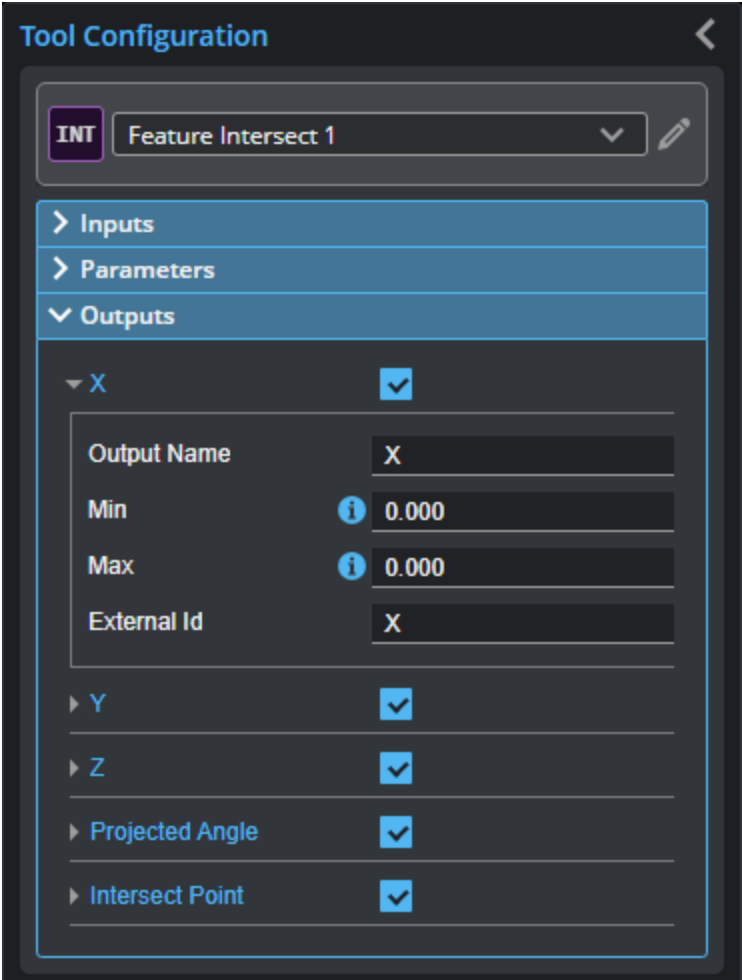 Tool Configuration
INT Feature Intersect 1
Inputs
Parameters
Outputs
X
Output Name X
Min i 0.000
Max i 0.000
External Id X
Y
Z
Projected Angle
Intersect Point